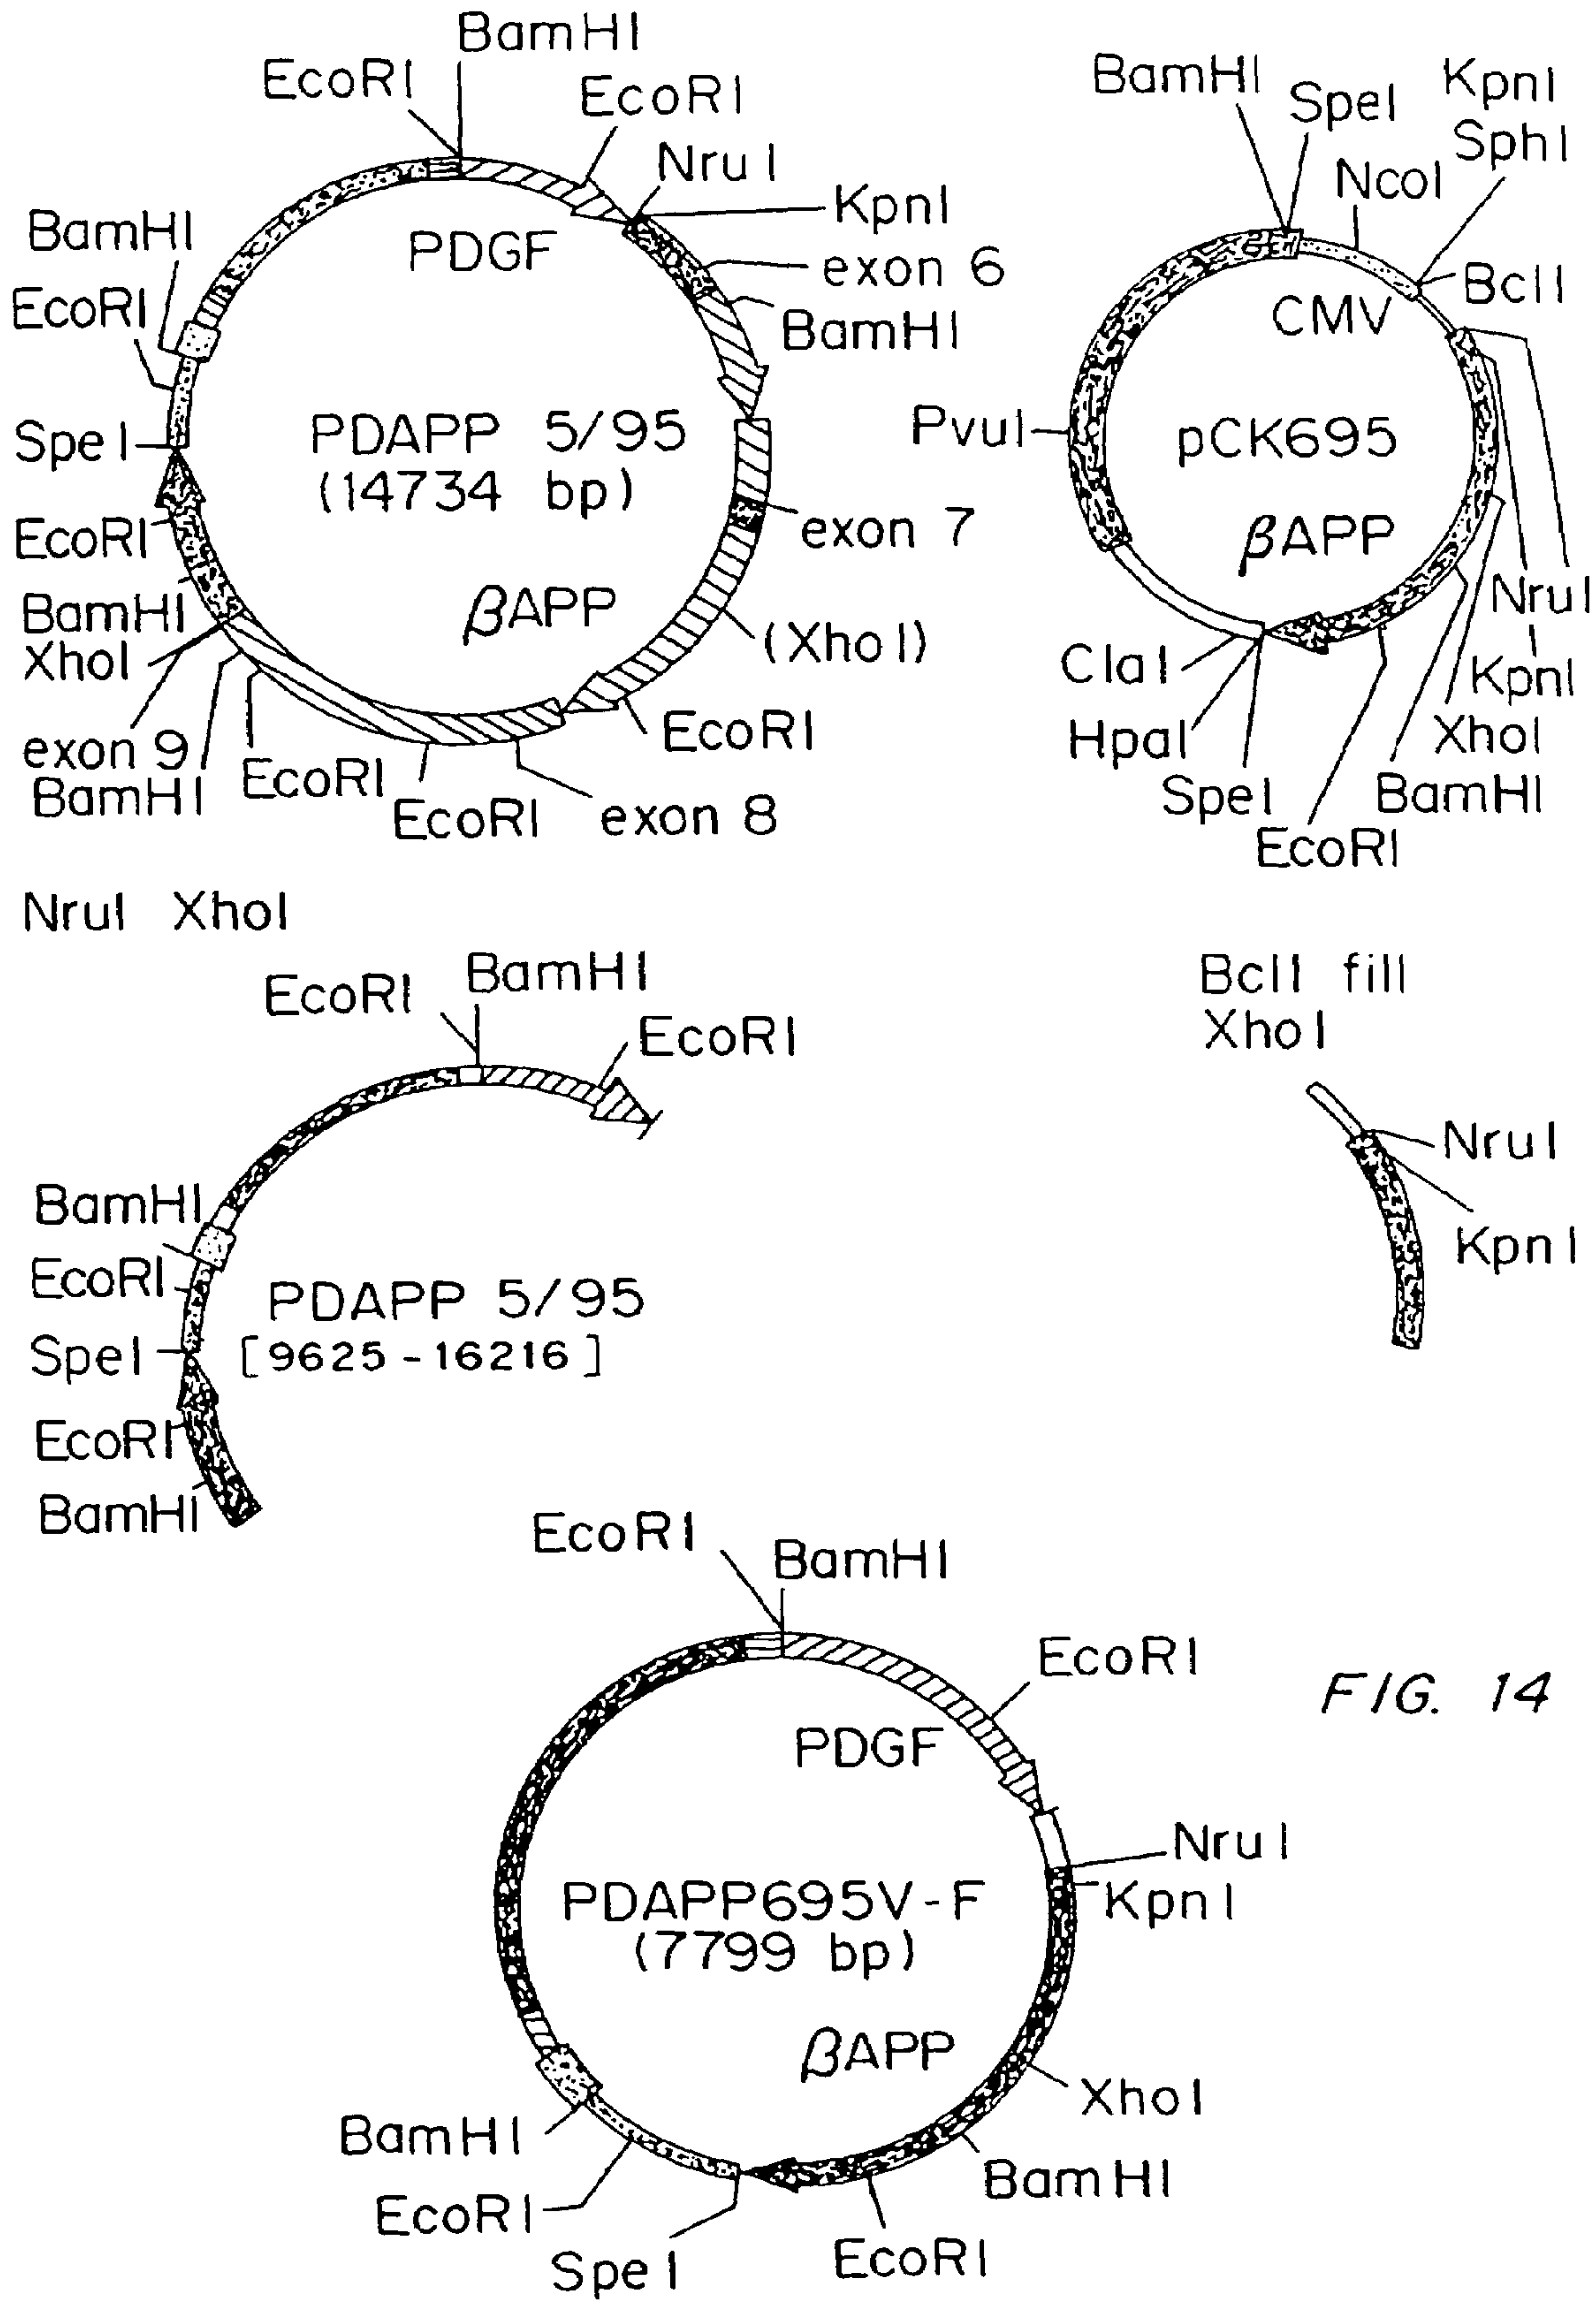 BamHI
EcoRI
EcoRI
NruI
KpnI
BamHI
PDGF
exon 6
EcoRI
BamHI
SpeI
PDAPP 5/95
(14734 bp)
EcoRI
exon 7
BamHI
βAPP
XhoI
(XhoI)
exon 9
EcoRI
BamHI
EcoRI
EcoRI
exon 8
BamHI
SpeI
KpnI
SphI
NcoI
BclI
CMV
PvuI
pCK695
βAPP
NruI
ClaI
KpnI
HpaI
XhoI
SpeI
BamHI
EcoRI
NruI XhoI
EcoRI
BamHI
EcoRI
BamHI
EcoRI
PDAPP 5/95
SpeI
[9625-16216]
EcoRI
BamHI
BclI fill
XhoI
NruI
KpnI
EcoRI
BamHI
EcoRI
FIG. 14
PDGF
NruI
PDAPP695V-F
KpnI
(7799 bp)
βAPP
XhoI
BamHI
BamHI
EcoRI
EcoRI
SpeI